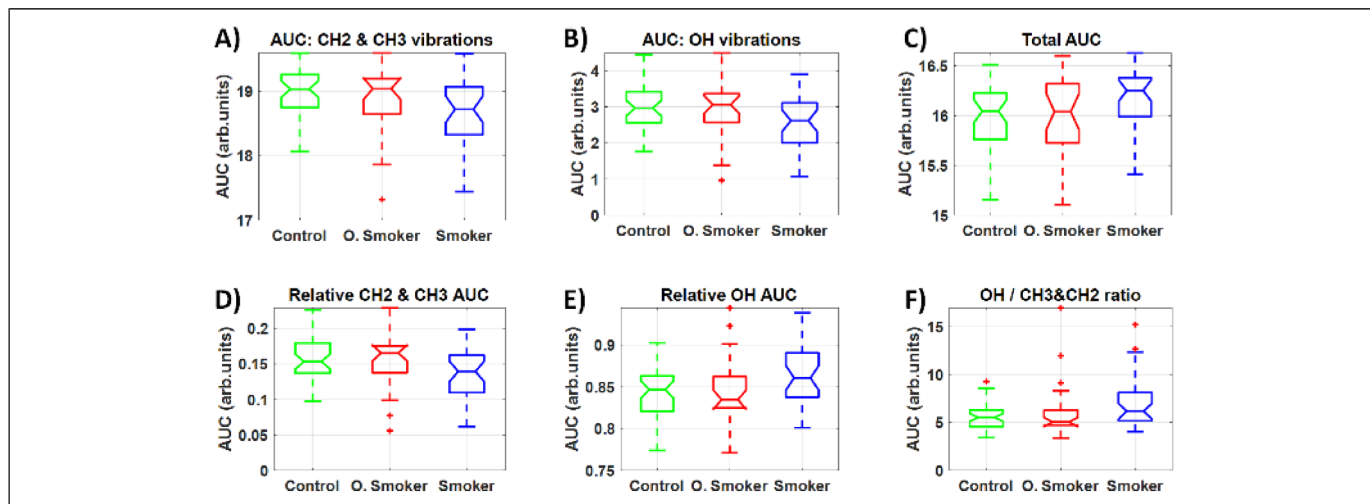 A) AUC: CH2 & CH3 vibrations
AUC (arb.units)
19
18
17
Control O. Smoker Smoker
B) AUC: OH vibrations
AUC (arb.units)
4
3
2
1
0
Control O. Smoker Smoker
C) Total AUC
AUC (arb.units)
16.5
16
15.5
15
Control O. Smoker Smoker
D) Relative CH2 & CH3 AUC
AUC (arb.units)
0.2
0.15
0.1
0.05
0
Control O. Smoker Smoker
E) Relative OH AUC
AUC (arb.units)
0.9
0.85
0.8
0.75
Control O. Smoker Smoker
F) OH / CH3&CH2 ratio
AUC (arb.units)
15
10
5
0
Control O. Smoker Smoker